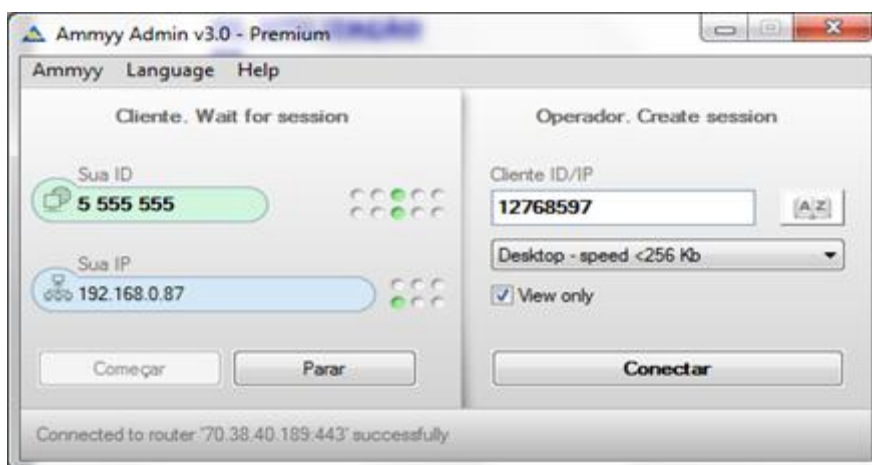 Ammyy Admin v3.0 - Premium
Ammyy Language Help
Cliente. Wait for session
Sua ID
5 555 555
Sua IP
192.168.0.87
Começar Parar
Operador. Create session
Cliente ID/IP
12768597
A Z
Desktop - speed <256 Kb
View only
Conectar
Connected to router '70.38.40.189:443' successfully